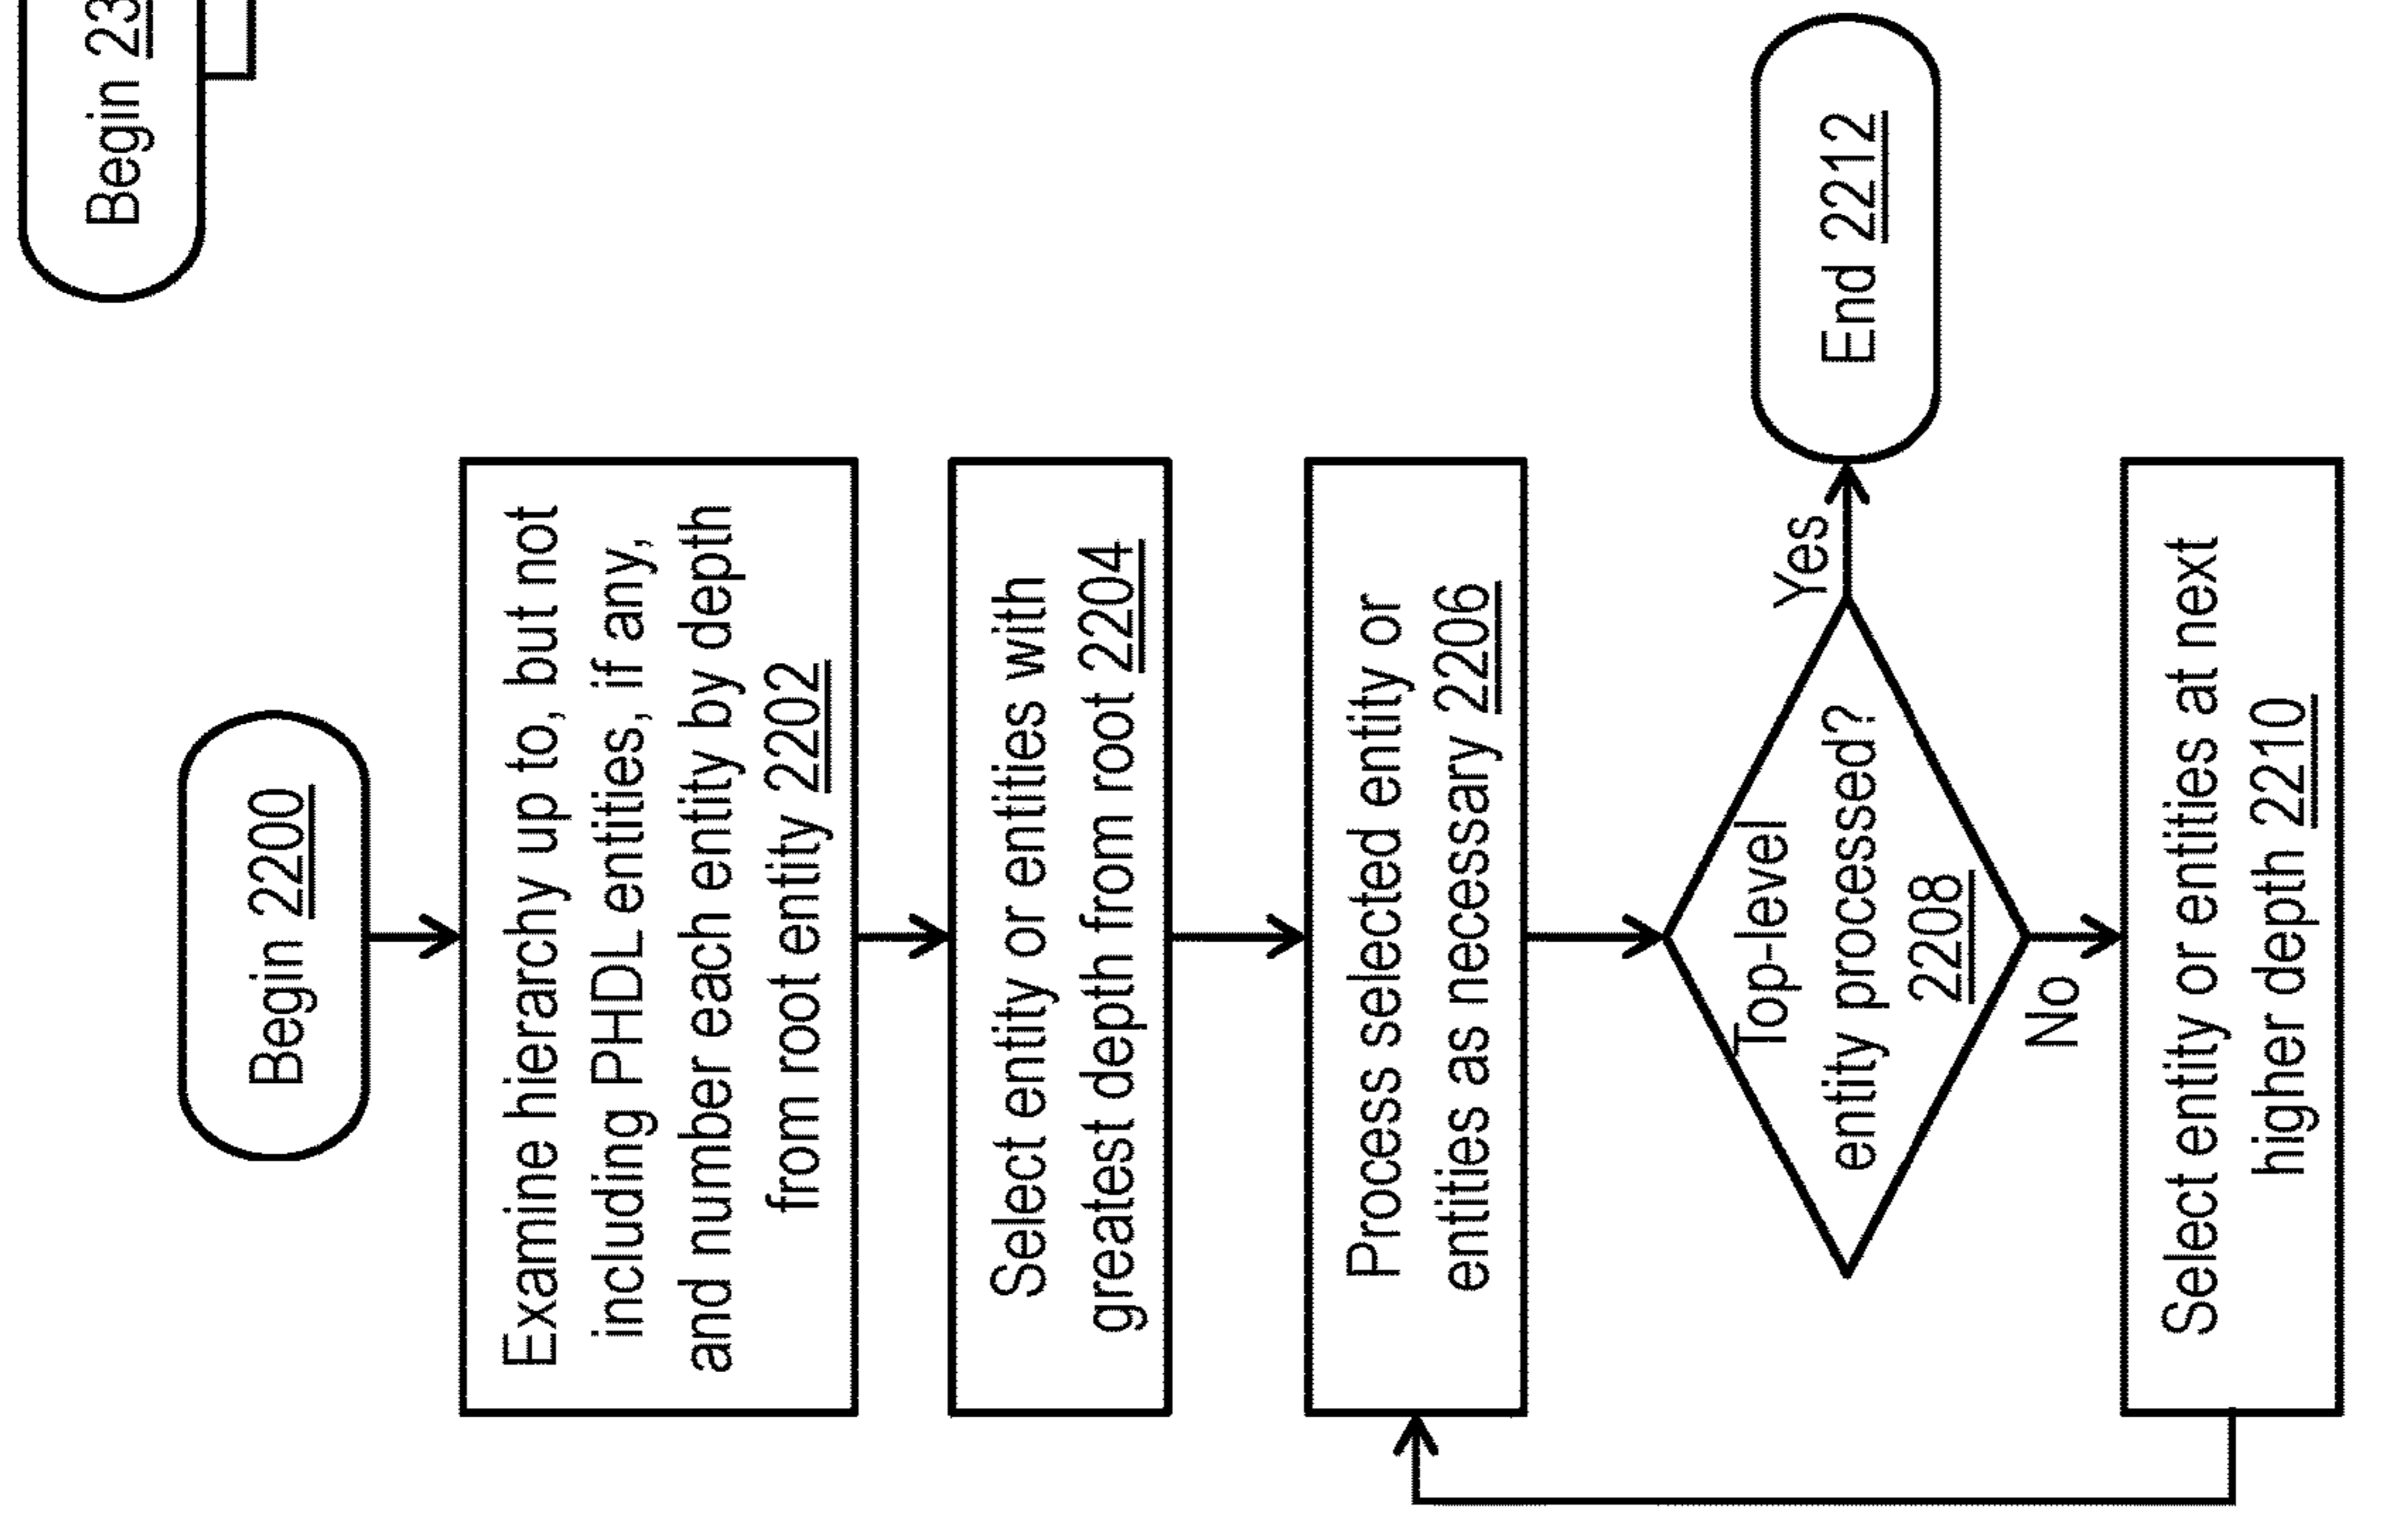 Begin 23
Begin 2200
Examine hierarchy up to, but not
including PHDL entities, if any,
and number each entity by depth
from root entity 2202
Select entity or entities with
greatest depth from root 2204
Process selected entity or
entities as necessary 2206
Top-level
entity processed?
2208
Yes
End 2212
No
Select entity or entities at next
higher depth 2210